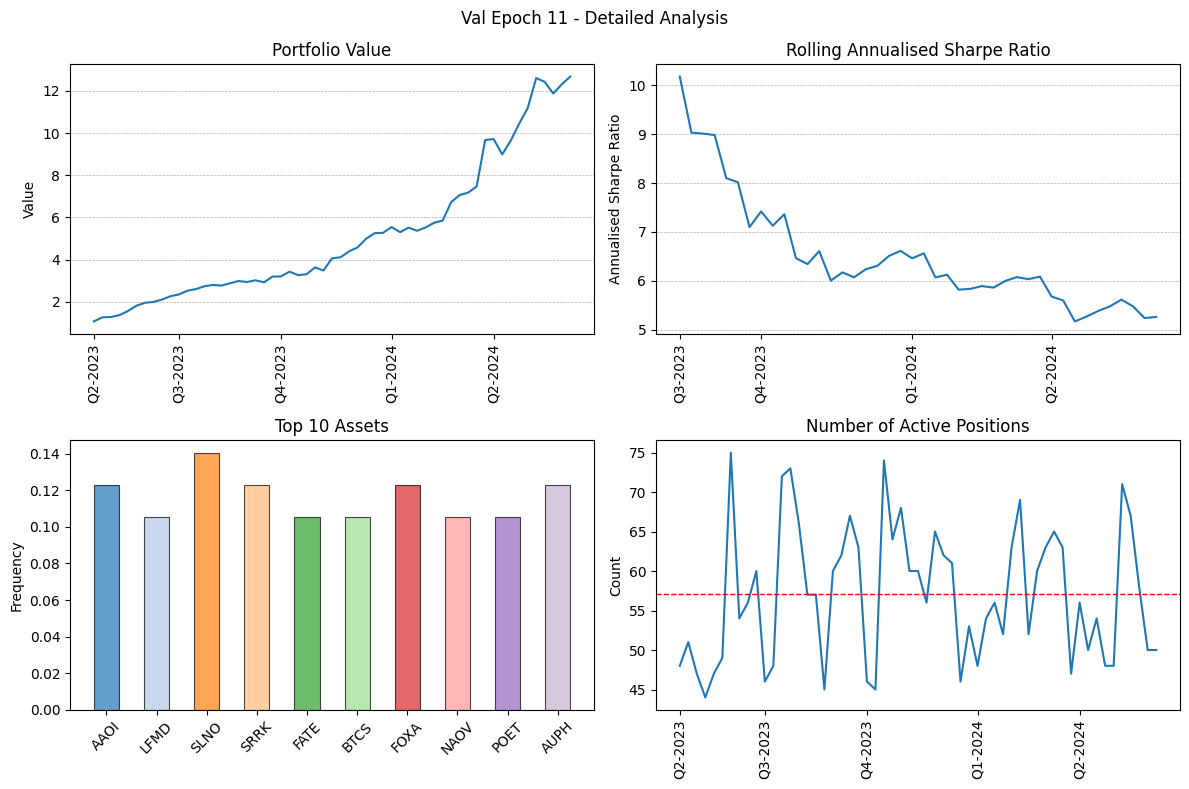 Val Epoch 11 - Detailed Analysis
Portfolio Value
Value
12
10
8
6
4
2
Q2-2023
Q3-2023
Q4-2023
Q1-2024
Q2-2024
Rolling Annualised Sharpe Ratio
Annualised Sharpe Ratio
10
9
8
7
6
5
Q3-2023
Q4-2023
Q1-2024
Q2-2024
Top 10 Assets
Frequency
0.14
0.12
0.10
0.08
0.06
0.04
0.02
0.00
AAOI
LFMD
SLNO
SRRK
FATE
BTCS
FOXA
NAOV
POET
AUPH
Number of Active Positions
Count
75
70
65
60
55
50
45
Q2-2023
Q3-2023
Q4-2023
Q1-2024
Q2-2024